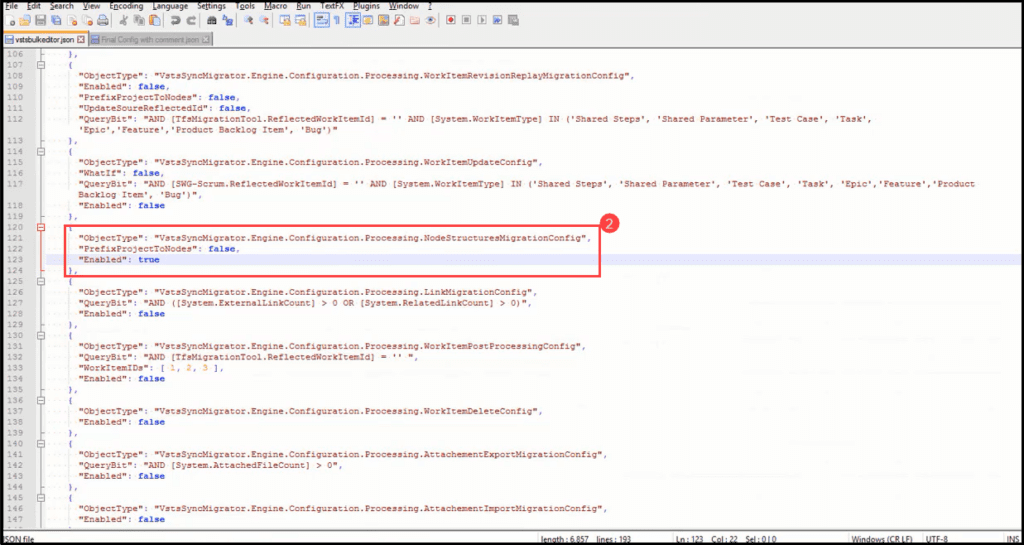 File Edit Search View Encoding Language Settings Tools Macro Run TextFX Plugins Window ?
vstsbulkeditor.json Final Config with comment.json
106 },
107 {
108 "ObjectType": "VstsSyncMigrator.Engine.Configuration.Processing.WorkItemRevisionReplayMigrationConfig",
109 "Enabled": false,
110 "PrefixProjectToNodes": false,
111 "UpdateSoureReflectedId": false,
112 "QueryBit": "AND [TfsMigrationTool.ReflectedWorkItemId] = '' AND [System.WorkItemType] IN ('Shared Steps', 'Shared Parameter', 'Test Case', 'Task',
'Epic','Feature','Product Backlog Item', 'Bug')"
113 },
114 {
115 "ObjectType": "VstsSyncMigrator.Engine.Configuration.Processing.WorkItemUpdateConfig",
116 "WhatIf": false,
117 "QueryBit": "AND [SWG-Scrum.ReflectedWorkItemId] = '' AND [System.WorkItemType] IN ('Shared Steps', 'Shared Parameter', 'Test Case', 'Task', 'Epic','Feature','Product
Backlog Item', 'Bug')",
118 "Enabled": false
119 },
120 {
2
121 "ObjectType": "VstsSyncMigrator.Engine.Configuration.Processing.NodeStructuresMigrationConfig",
122 "PrefixProjectToNodes": false,
123 "Enabled": true
124 },
125 {
126 "ObjectType": "VstsSyncMigrator.Engine.Configuration.Processing.LinkMigrationConfig",
127 "QueryBit": "AND ([System.ExternalLinkCount] > 0 OR [System.RelatedLinkCount] > 0)",
128 "Enabled": false
129 },
130 {
131 "ObjectType": "VstsSyncMigrator.Engine.Configuration.Processing.WorkItemPostProcessingConfig",
132 "QueryBit": "AND [TfsMigrationTool.ReflectedWorkItemId] = '' ",
133 "WorkItemIDs": [ 1, 2, 3 ],
134 "Enabled": false
135 },
136 {
137 "ObjectType": "VstsSyncMigrator.Engine.Configuration.Processing.WorkItemDeleteConfig",
138 "Enabled": false
139 },
140 {
141 "ObjectType": "VstsSyncMigrator.Engine.Configuration.Processing.AttachementExportMigrationConfig",
142 "QueryBit": "AND [System.AttachedFileCount] > 0",
143 "Enabled": false
144 },
145 {
146 "ObjectType": "VstsSyncMigrator.Engine.Configuration.Processing.AttachementImportMigrationConfig",
147 "Enabled": false
JSON file length : 6,857 lines : 193 Ln : 123 Col : 22 Sel : 0 | 0 Windows (CR LF) UTF-8 INS